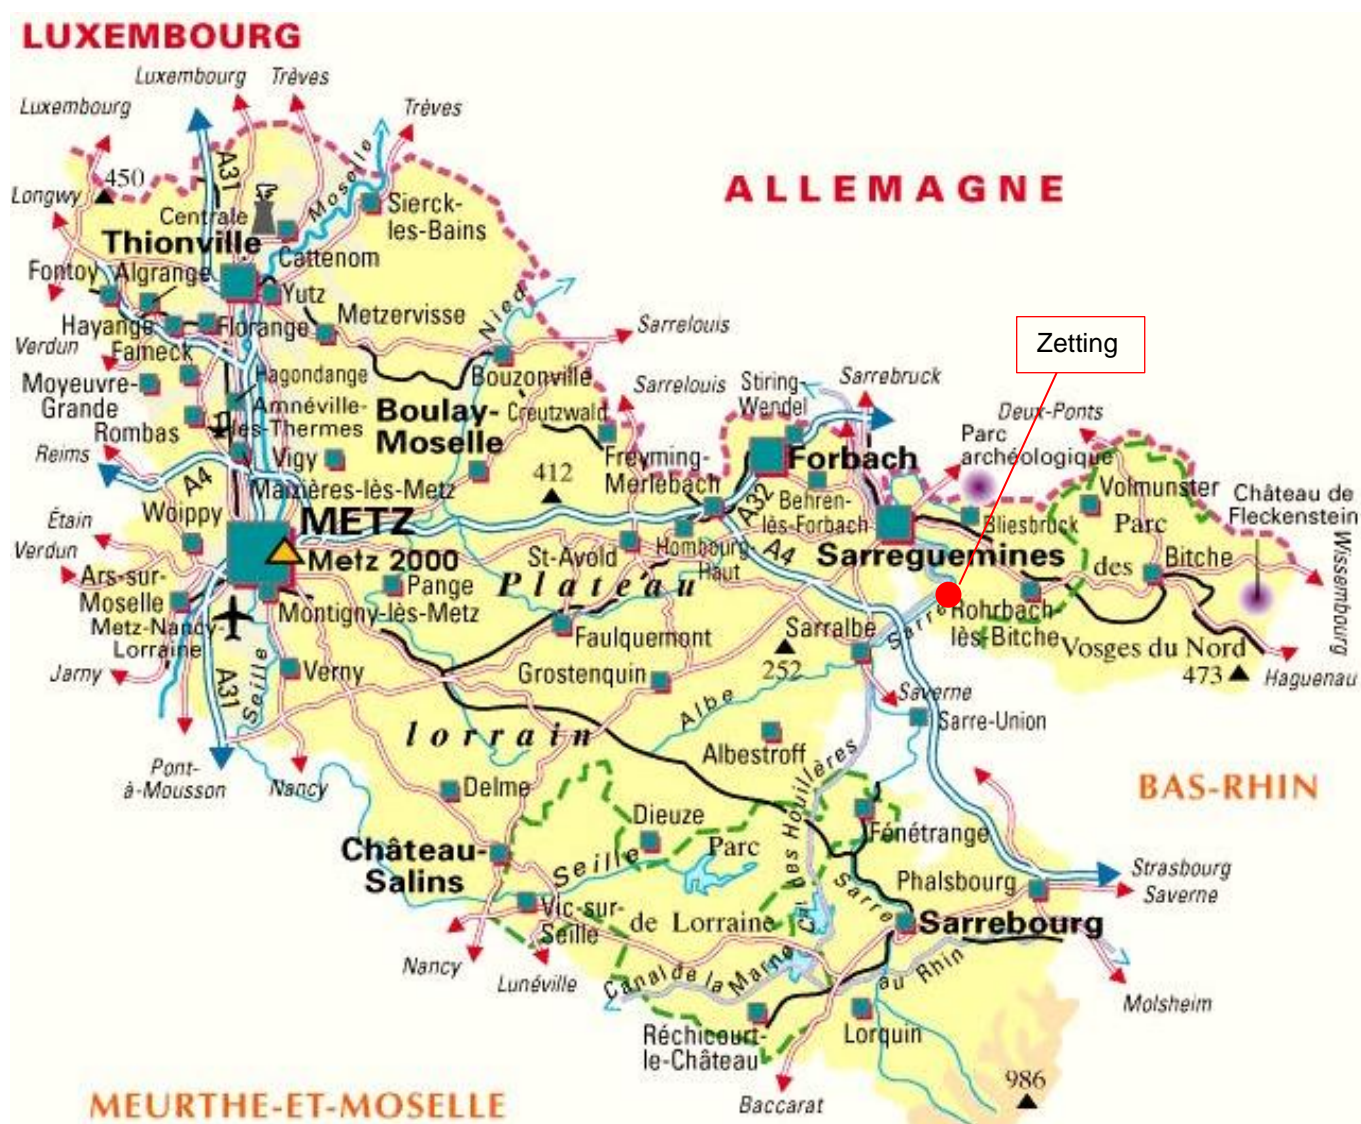 LUXEMBOURG
Luxembourg
Trèves
Luxembourg
Trèves
ALLEMAGNE
A31
Moselle
450
Longwy
Centrale
Sierck-
les-Bains
Thionville
Cattenom
Fontoy
Algrange
Yutz
Nied
Metzervisse
Hayange
Florange
Sarrelouis
Zetting
Verdun
Fameck
Hagondange
Bouzonville
Sarrelouis
Stiring-
Wendel
Sarrebruck
Moyeuvre-
Grande
Amnéville-
les-Thermes
Boulay-
Moselle
Creutzwald
Deux-Ponts
Rombas
Parc
archéologique
Reims
Vigy
412
Freyming-
Merlebach
Forbach
A4
Maizières-lès-Metz
A32
Behren-
lès-Forbach
Volmunster
Château de
Fleckenstein
Woippy
METZ
Bliesbruck
Parc
Étain
Metz 2000
St-Avold
Hombourg-
Haut
A4
Sarreguemines
des
Bitche
Wissembourg
Verdun
Ars-sur-
Moselle
Pange
Plateau
Montigny-lès-Metz
Rohrbach-
lès-Bitche
Metz-Nancy-
Lorraine
Faulquemont
Sarralbe
Sarre
Vosges du Nord
Jarny
A31
Seille
Verny
Grostenquin
252
473
Haguenau
Albe
Saverne
Sarre-Union
lorrain
Albestroff
Pont-
à-Mousson
Nancy
Delme
BAS-RHIN
Cal des Houillères
Dieuze
Fénétrange
Château-
Salins
Seille
Parc
Strasbourg
Phalsbourg
Saverne
Sarre
Vic-sur-
Seille
de Lorraine
Sarrebourg
Nancy
Lunéville
Canal de la Marne
au Rhin
Molsheim
Réchicourt-
le-Château
Lorquin
986
MEURTHE-ET-MOSELLE
Baccarat